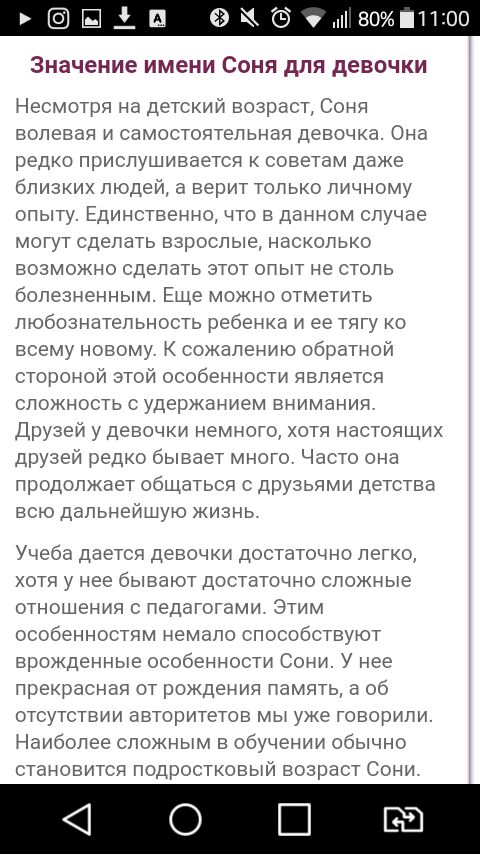 80% 11:00
Значение имени Соня для девочки
Несмотря на детский возраст, Соня
волевая и самостоятельная девочка. Она
редко прислушивается к советам даже
близких людей, а верит только личному
опыту. Единственно, что в данном случае
могут сделать взрослые, насколько
возможно сделать этот опыт не столь
болезненным. Еще можно отметить
любознательность ребенка и ее тягу ко
всему новому. К сожалению обратной
стороной этой особенности является
сложность с удержанием внимания.
Друзей у девочки немного, хотя настоящих
друзей редко бывает много. Часто она
продолжает общаться с друзьями детства
всю дальнейшую жизнь.
Учеба дается девочки достаточно легко,
хотя у нее бывают достаточно сложные
отношения с педагогами. Этим
особенностям немало способствуют
врожденные особенности Сони. У нее
прекрасная от рождения память, а об
отсутствии авторитетов мы уже говорили.
Наиболее сложным в обучении обычно
становится подростковый возраст Сони.